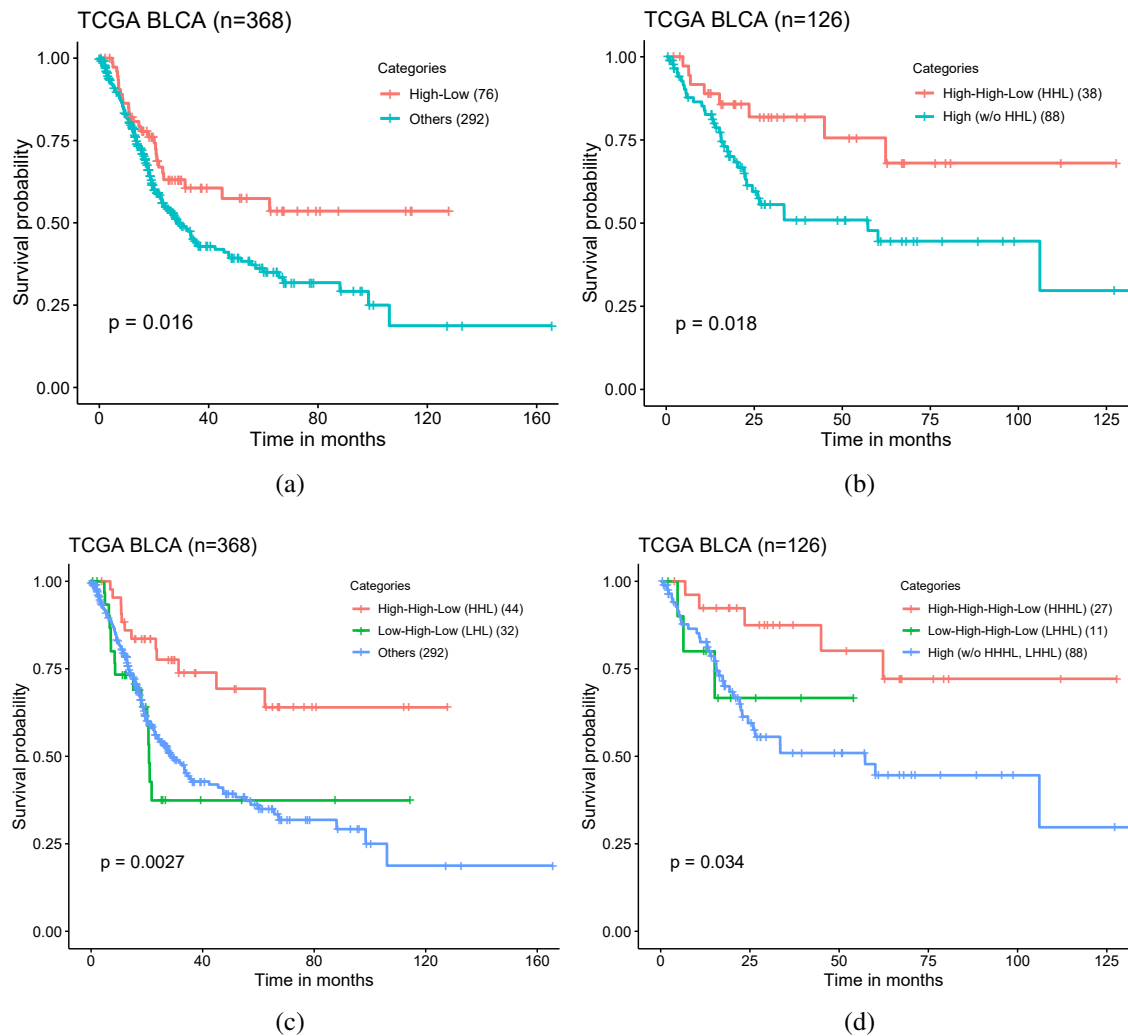 TCGA BLCA (n=368)
Categories
High-Low (76)
Others (292)
Survival probability
1.00
0.75
0.50
0.25
0.00
p = 0.016
0 40 80 120 160
Time in months
(a)
TCGA BLCA (n=126)
Categories
High-High-Low (HHL) (38)
High (w/o HHL) (88)
Survival probability
1.00
0.75
0.50
0.25
0.00
p = 0.018
0 25 50 75 100 125
Time in months
(b)
TCGA BLCA (n=368)
Categories
High-High-Low (HHL) (44)
Low-High-Low (LHL) (32)
Others (292)
Survival probability
1.00
0.75
0.50
0.25
0.00
p = 0.0027
0 40 80 120 160
Time in months
(c)
TCGA BLCA (n=126)
Categories
High-High-High-Low (HHHL) (27)
Low-High-High-Low (LHHL) (11)
High (w/o HHHL, LHHL) (88)
Survival probability
1.00
0.75
0.50
0.25
0.00
p = 0.034
0 25 50 75 100 125
Time in months
(d)